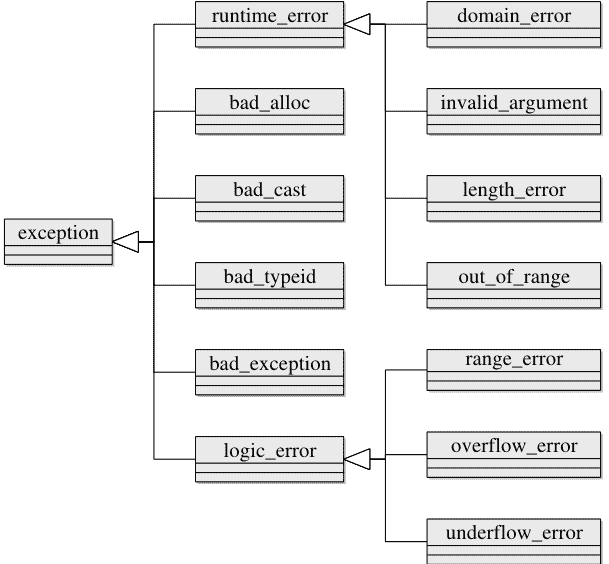 runtime_error
domain_error
bad_alloc
invalid_argument
bad_cast
length_error
exception
bad_typeid
out_of_range
bad_exception
range_error
logic_error
overflow_error
underflow_error